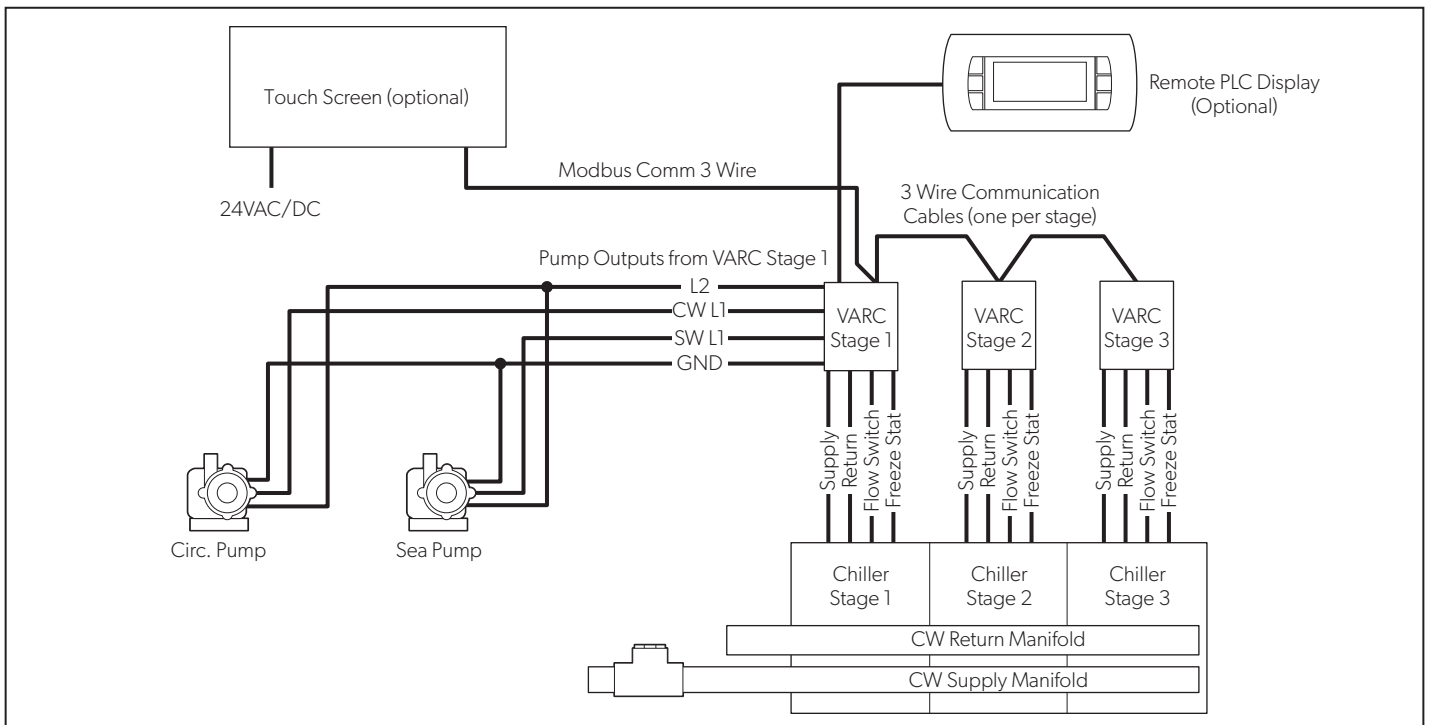 Touch Screen (optional)
Remote PLC Display
(Optional)
24VAC/DC
Modbus Comm 3 Wire
3 Wire Communication
Cables (one per stage)
Pump Outputs from VARC Stage 1
L2
CW L1
SW L1
GND
VARC
Stage 1
VARC
Stage 2
VARC
Stage 3
Supply
Return
Flow Switch
Freeze Stat
Supply
Return
Flow Switch
Freeze Stat
Supply
Return
Flow Switch
Freeze Stat
Circ. Pump
Sea Pump
Chiller
Stage 1
Chiller
Stage 2
Chiller
Stage 3
CW Return Manifold
CW Supply Manifold